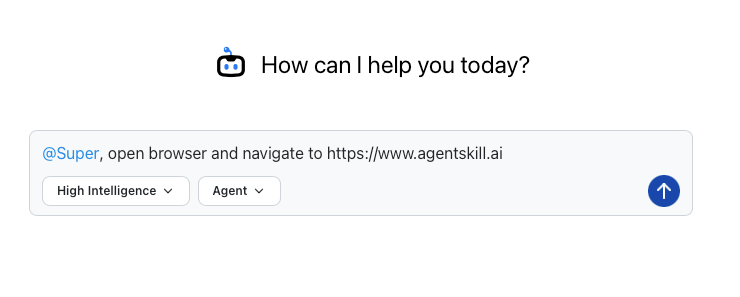 How can I help you today?
@Super, open browser and navigate to https://www.agentskill.ai
High Intelligence
Agent